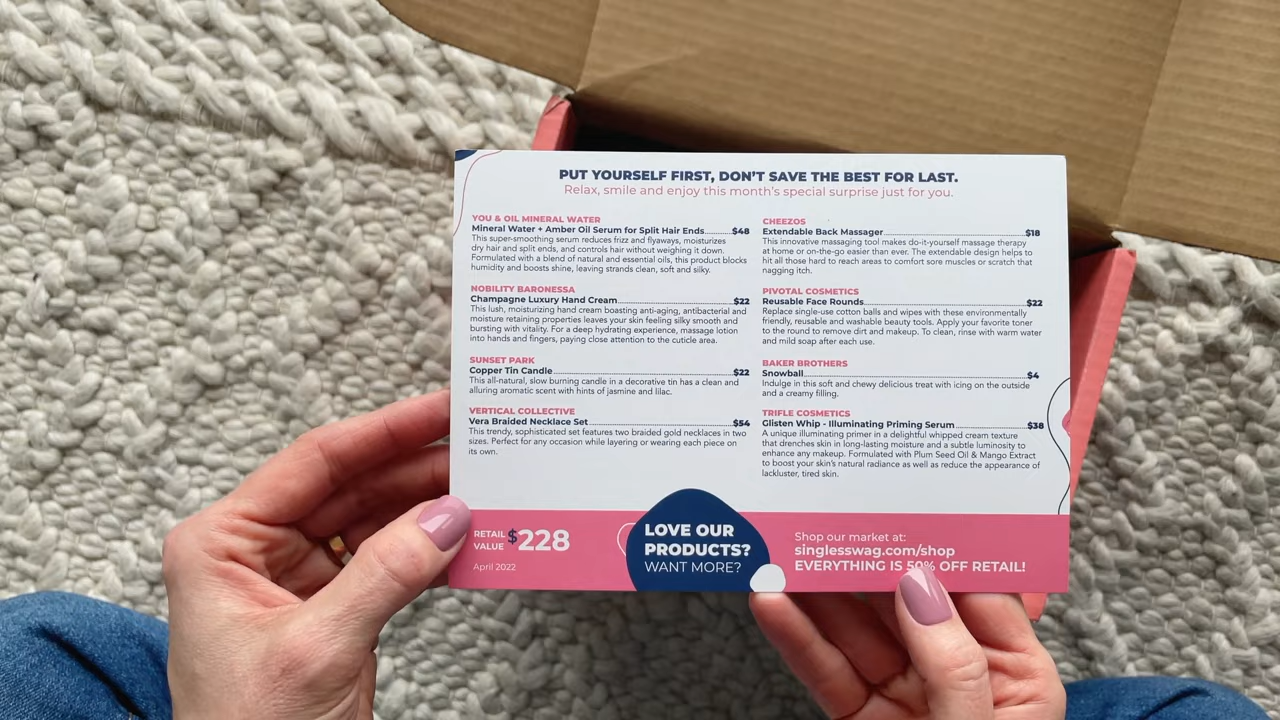 PUT YOURSELF FIRST, DON'T SAVE THE BEST FOR LAST.
Relax, smile and enjoy this month's special surprise just for you.
YOU & OIL MINERAL WATER
Mineral Water + Amber Oil Serum for Split Hair Ends $48
This super-smoothing serum reduces frizz and flyaways, moisturizes
dry hair and split ends, and controls hair without weighing it down.
Formulated with a blend of natural and essential oils, this product blocks
humidity and boosts shine, leaving strands clean, soft and silky.
NOBILITY BARONESSA
Champagne Luxury Hand Cream $22
This lush, moisturizing hand cream boasting anti-aging, antibacterial and
moisture retaining properties leaves your skin feeling silky smooth and
bursting with vitality. For a deep hydrating experience, massage lotion
into hands and fingers, paying close attention to the cuticle area.
SUNSET PARK
Copper Tin Candle $22
This all-natural, slow burning candle in a decorative tin has a clean and
alluring aromatic scent with hints of jasmine and lilac.
VERTICAL COLLECTIVE
Vera Braided Necklace Set $54
This trendy, sophisticated set features two braided gold necklaces in two
sizes. Perfect for any occasion while layering or wearing each piece on
its own.
CHEEZOS
Extendable Back Massager $18
This innovative massaging tool makes do-it-yourself massage therapy
at home or on-the-go easier than ever. The extendable design helps to
hit all those hard to reach areas to comfort sore muscles or scratch that
nagging itch.
PIVOTAL COSMETICS
Reusable Face Rounds $22
Replace single-use cotton balls and wipes with these environmentally
friendly, reusable and washable beauty tools. Apply your favorite toner
to the round to remove dirt and makeup. To clean, rinse with warm water
and mild soap after each use.
BAKER BROTHERS
Snowball $4
Indulge in this soft and chewy delicious treat with icing on the outside
and a creamy filling.
TRIFLE COSMETICS
Glisten Whip - Illuminating Priming Serum $38
A unique illuminating primer in a delightful whipped cream texture
that drenches skin in long-lasting moisture and a subtle luminosity to
enhance any makeup. Formulated with Plum Seed Oil & Mango Extract
to boost your skin's natural radiance as well as reduce the appearance of
lackluster, tired skin.
RETAIL VALUE $228
April 2022
LOVE OUR
PRODUCTS?
WANT MORE?
Shop our market at:
singlesswag.com/shop
EVERYTHING IS 50% OFF RETAIL!